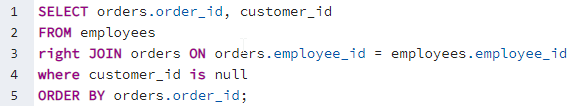 1 SELECT orders.order_id, customer_id
2 FROM employees
3 right JOIN orders ON orders.employee_id = employees.employee_id
4 where customer_id is null
5 ORDER BY orders.order_id;